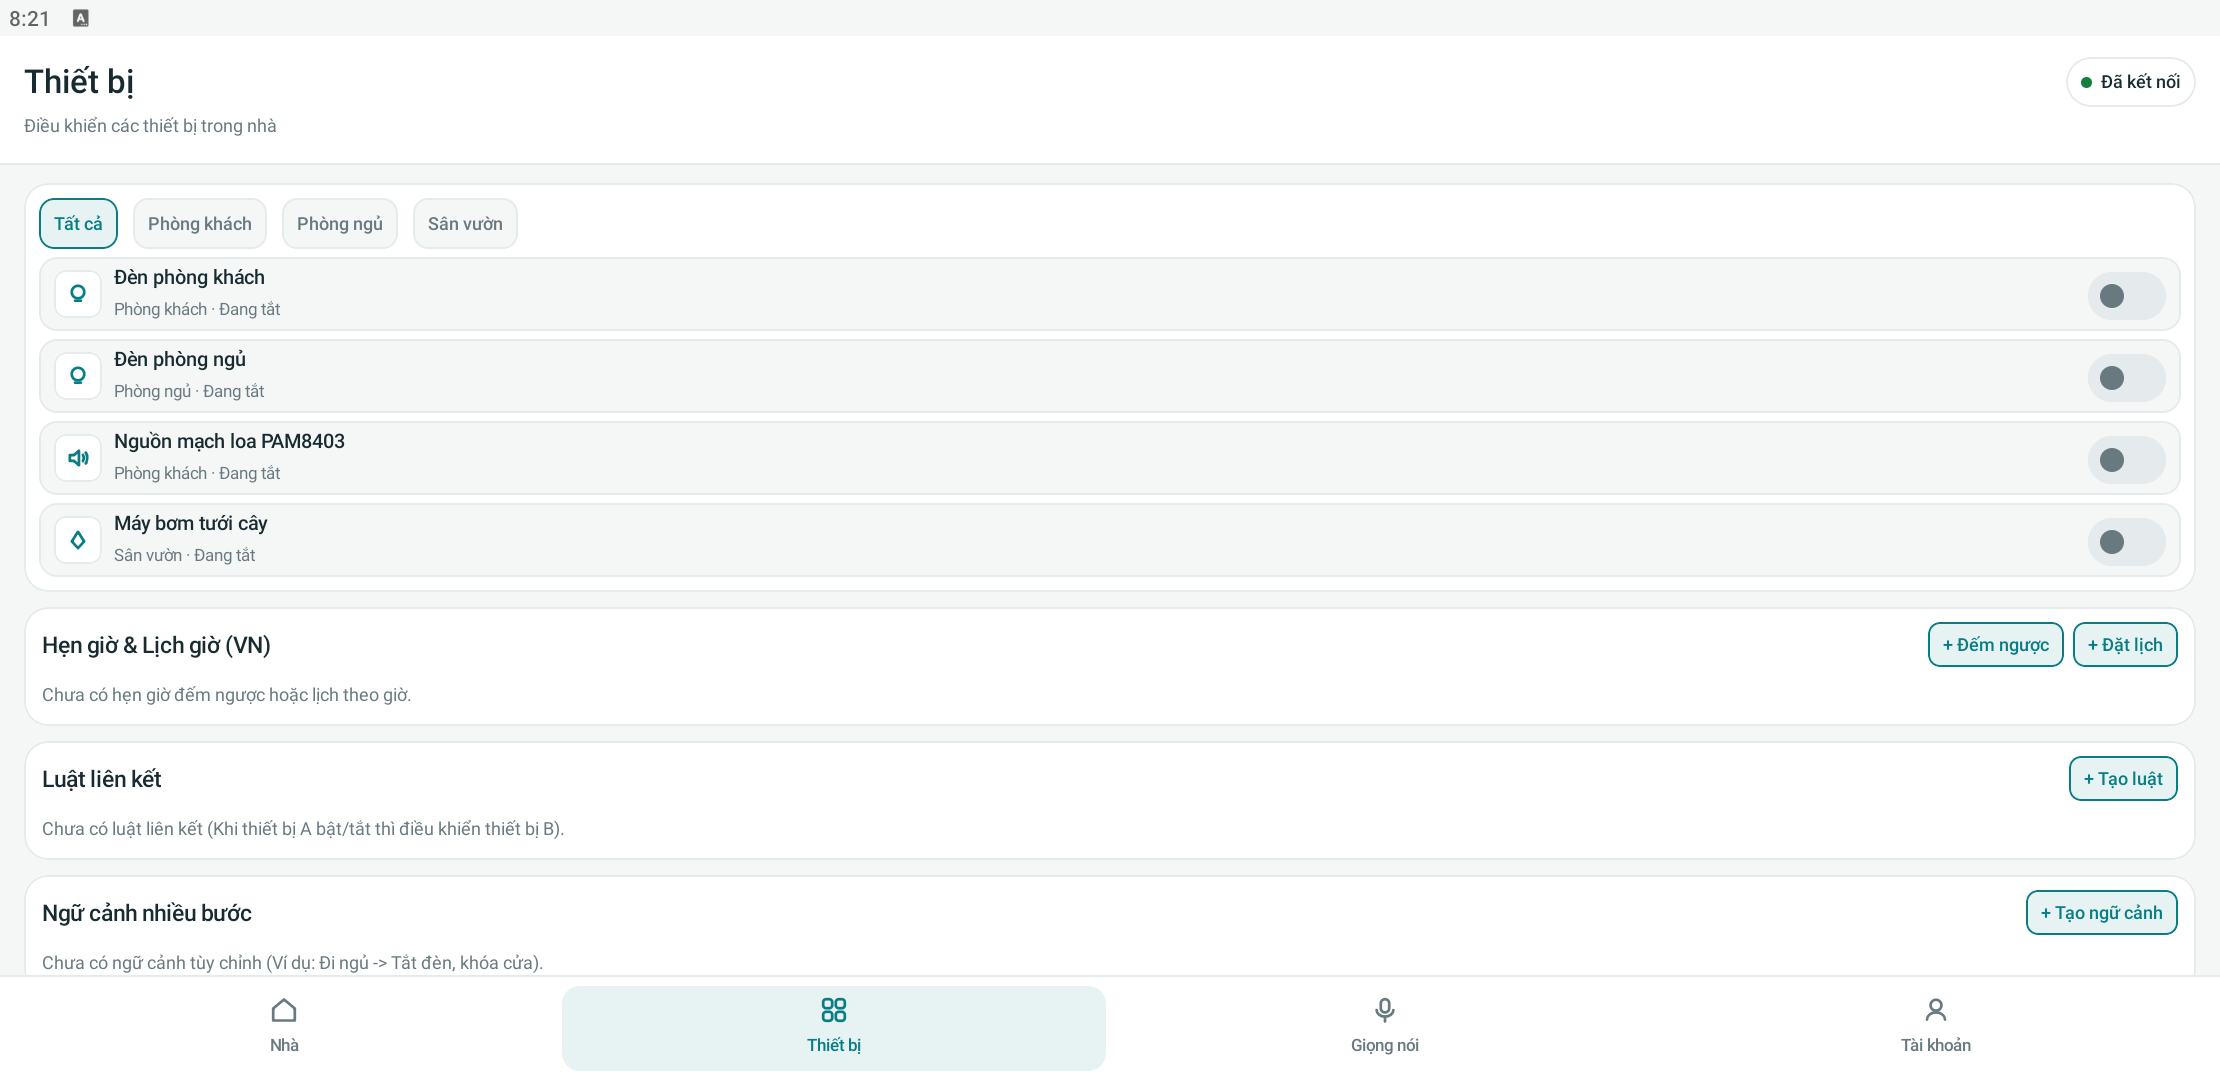 8:21
Thiết bị
Đã kết nối
Điều khiển các thiết bị trong nhà
Tất cả
Phòng khách
Phòng ngủ
Sân vườn
Đèn phòng khách
Phòng khách · Đang tắt
Đèn phòng ngủ
Phòng ngủ · Đang tắt
Nguồn mạch loa PAM8403
Phòng khách · Đang tắt
Máy bơm tưới cây
Sân vườn · Đang tắt
Hẹn giờ & Lịch giờ (VN)
+ Đếm ngược
+ Đặt lịch
Chưa có hẹn giờ đếm ngược hoặc lịch theo giờ.
Luật liên kết
+ Tạo luật
Chưa có luật liên kết (Khi thiết bị A bật/tắt thì điều khiển thiết bị B).
Ngữ cảnh nhiều bước
+ Tạo ngữ cảnh
Chưa có ngữ cảnh tùy chỉnh (Ví dụ: Đi ngủ -> Tắt đèn, khóa cửa).
Nhà
Thiết bị
Giọng nói
Tài khoản